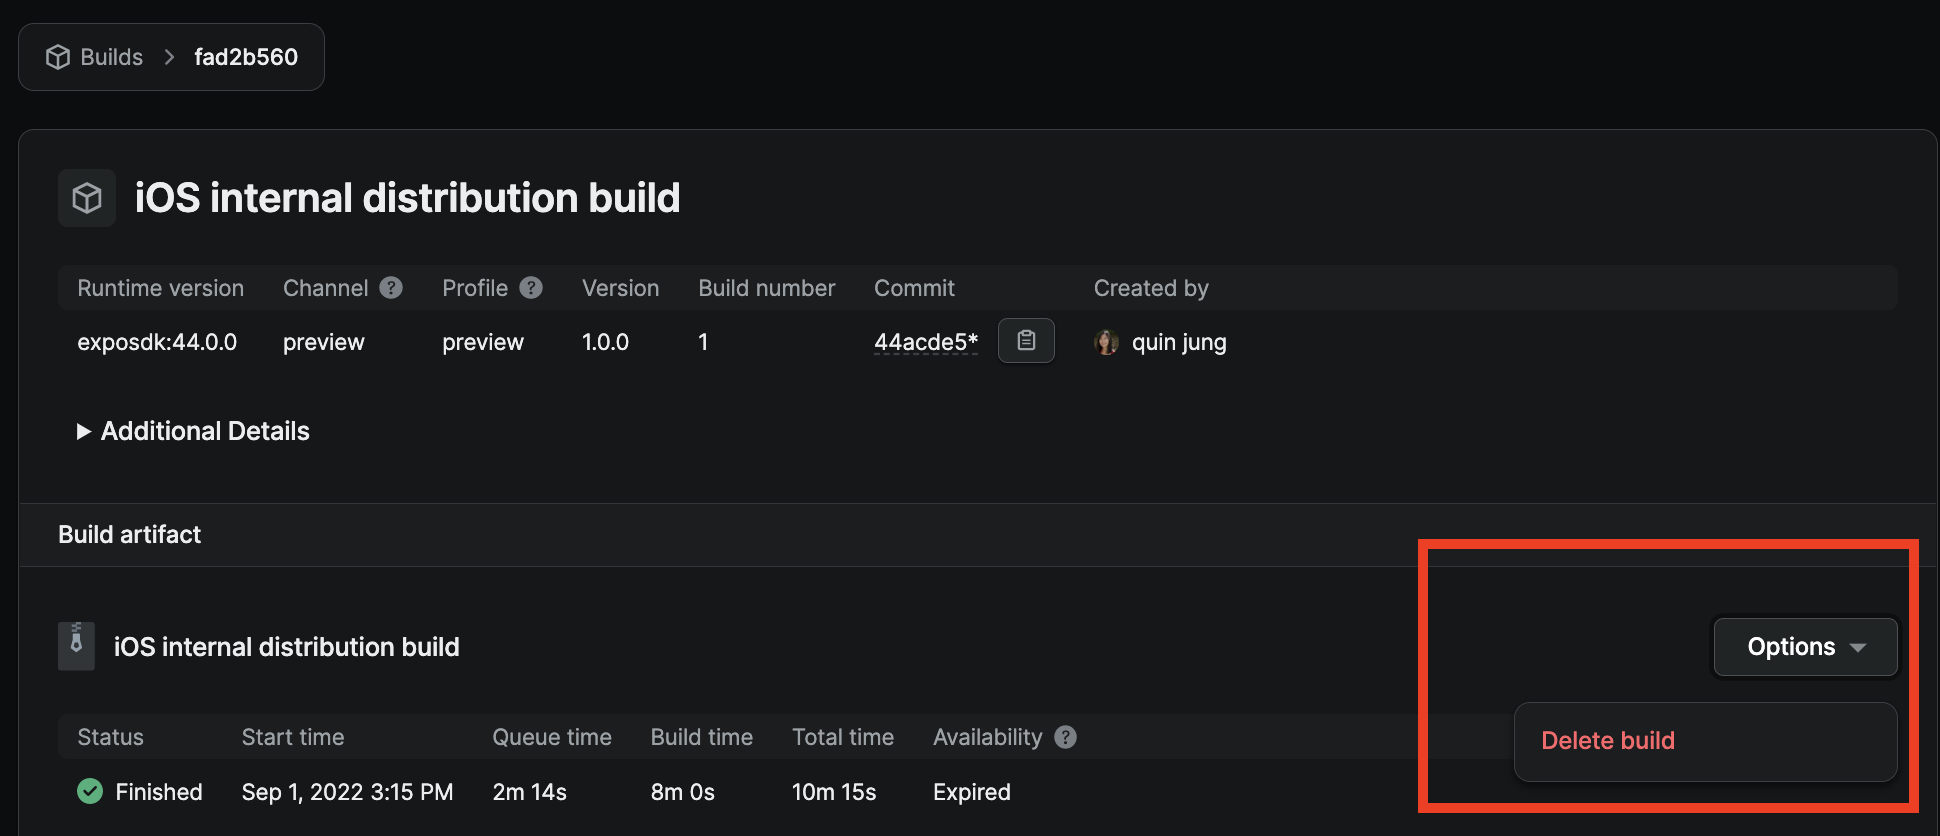 Builds > fad2b560
iOS internal distribution build
Runtime version Channel ? Profile ? Version Build number Commit Created by
exposdk:44.0.0 preview preview 1.0.0 1 44acde5* quin jung
Additional Details
Build artifact
iOS internal distribution build
Options
Status Start time Queue time Build time Total time Availability ?
Delete build
Finished Sep 1, 2022 3:15 PM 2m 14s 8m 0s 10m 15s Expired